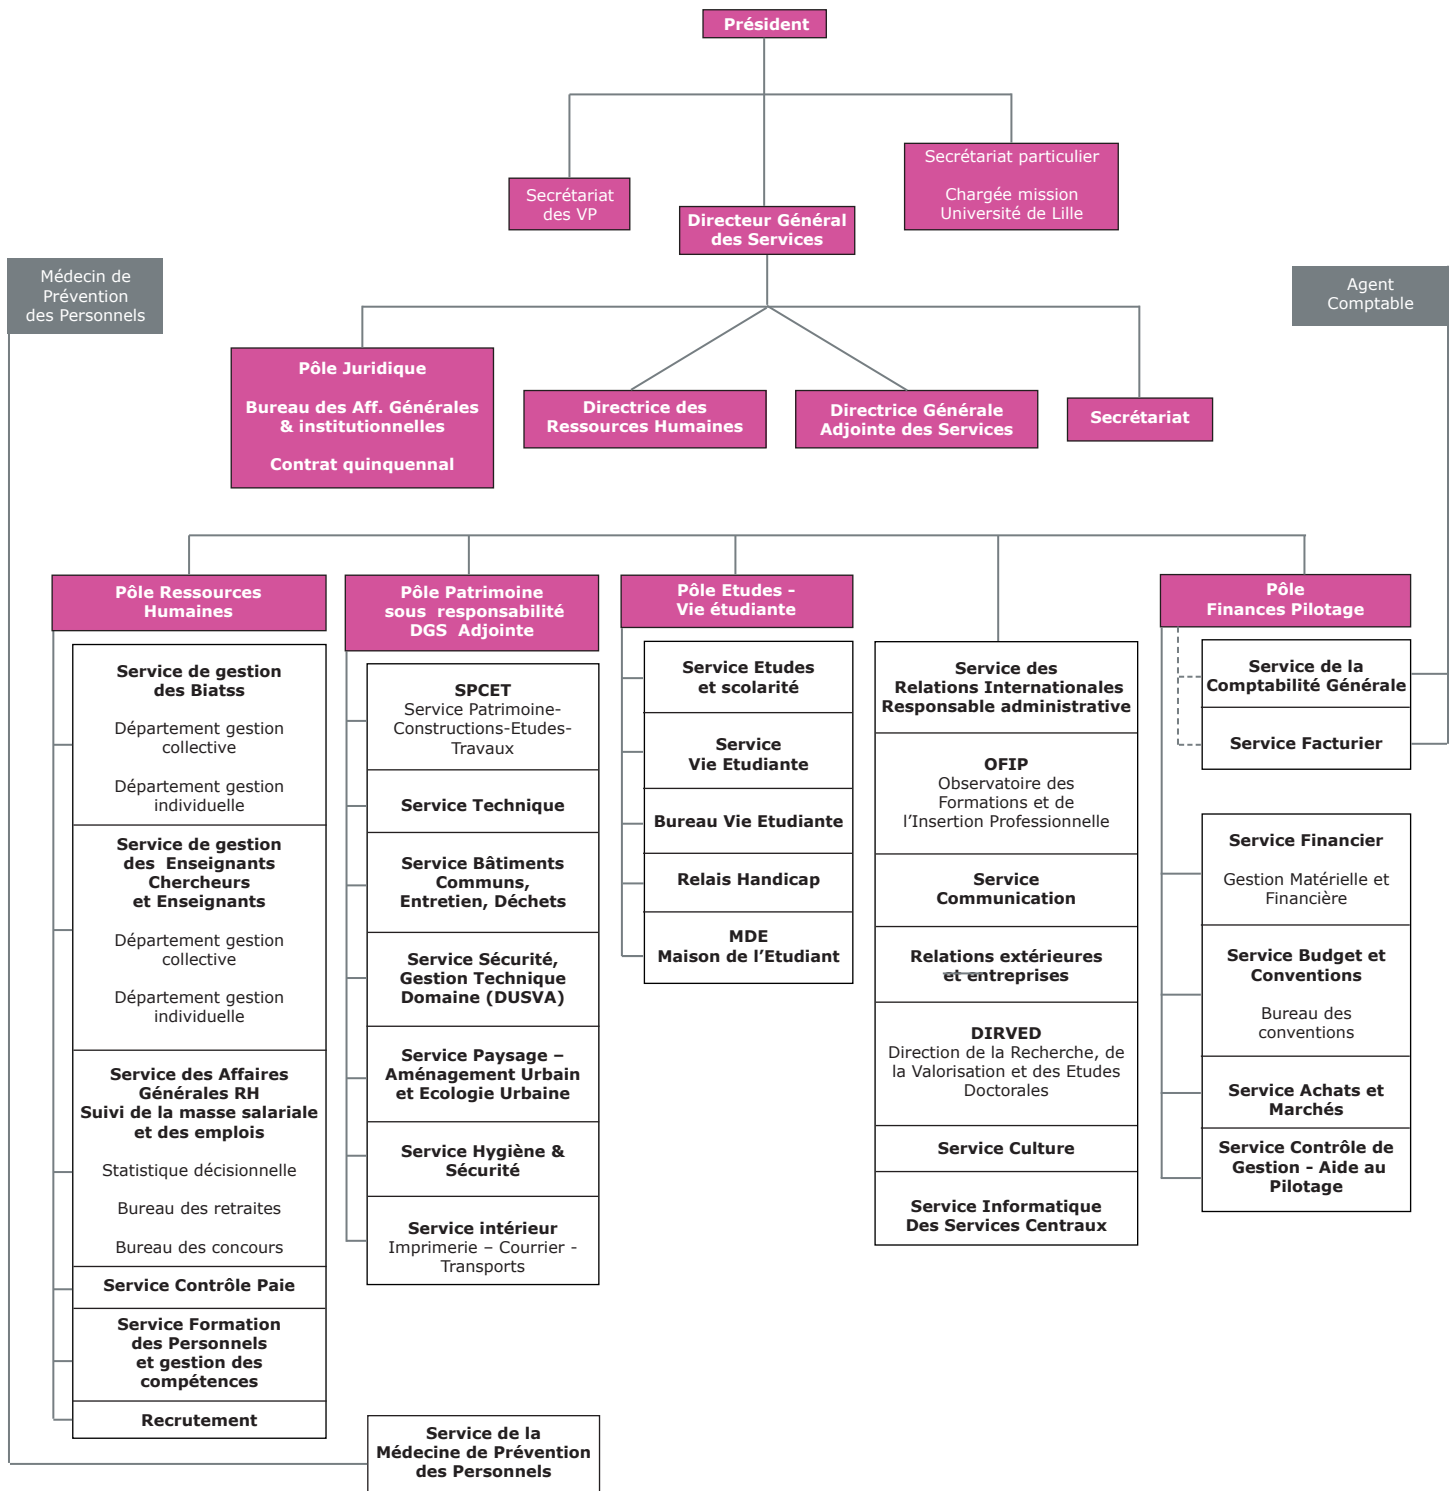 Président
Secrétariat particulier
Chargée mission
Université de Lille
Secrétariat
des VP
Directeur Général
des Services
Médecin de
Prévention
des Personnels
Agent
Comptable
Pôle Juridique
Bureau des Aff. Générales
& institutionnelles
Contrat quinquennal
Directrice des
Ressources Humaines
Directrice Générale
Adjointe des Services
Secrétariat
Pôle Ressources
Humaines
Service de gestion
des Biatss
Département gestion
collective
Département gestion
individuelle
Service de gestion
des Enseignants
Chercheurs
et Enseignants
Département gestion
collective
Département gestion
individuelle
Service des Affaires
Générales RH
Suivi de la masse salariale
et des emplois
Statistique décisionnelle
Bureau des retraites
Bureau des concours
Service Contrôle Paie
Service Formation
des Personnels
et gestion des
compétences
Recrutement
Pôle Patrimoine
sous responsabilité
DGS Adjointe
SPCET
Service Patrimoine-
Constructions-Etudes-
Travaux
Service Technique
Service Bâtiments
Communs,
Entretien, Déchets
Service Sécurité,
Gestion Technique
Domaine (DUSVA)
Service Paysage –
Aménagement Urbain
et Ecologie Urbaine
Service Hygiène &
Sécurité
Service intérieur
Imprimerie – Courrier -
Transports
Service de la
Médecine de Prévention
des Personnels
Pôle Etudes -
Vie étudiante
Service Etudes
et scolarité
Service
Vie Etudiante
Bureau Vie Etudiante
Relais Handicap
MDE
Maison de l'Etudiant
Service des
Relations Internationales
Responsable administrative
OFIP
Observatoire des
Formations et de
l'Insertion Professionnelle
Service
Communication
Relations extérieures
et entreprises
DIRVED
Direction de la Recherche, de
la Valorisation et des Etudes
Doctorales
Service Culture
Service Informatique
Des Services Centraux
Pôle
Finances Pilotage
Service de la
Comptabilité Générale
Service Facturier
Service Financier
Gestion Matérielle et
Financière
Service Budget et
Conventions
Bureau des
conventions
Service Achats et
Marchés
Service Contrôle de
Gestion - Aide au
Pilotage